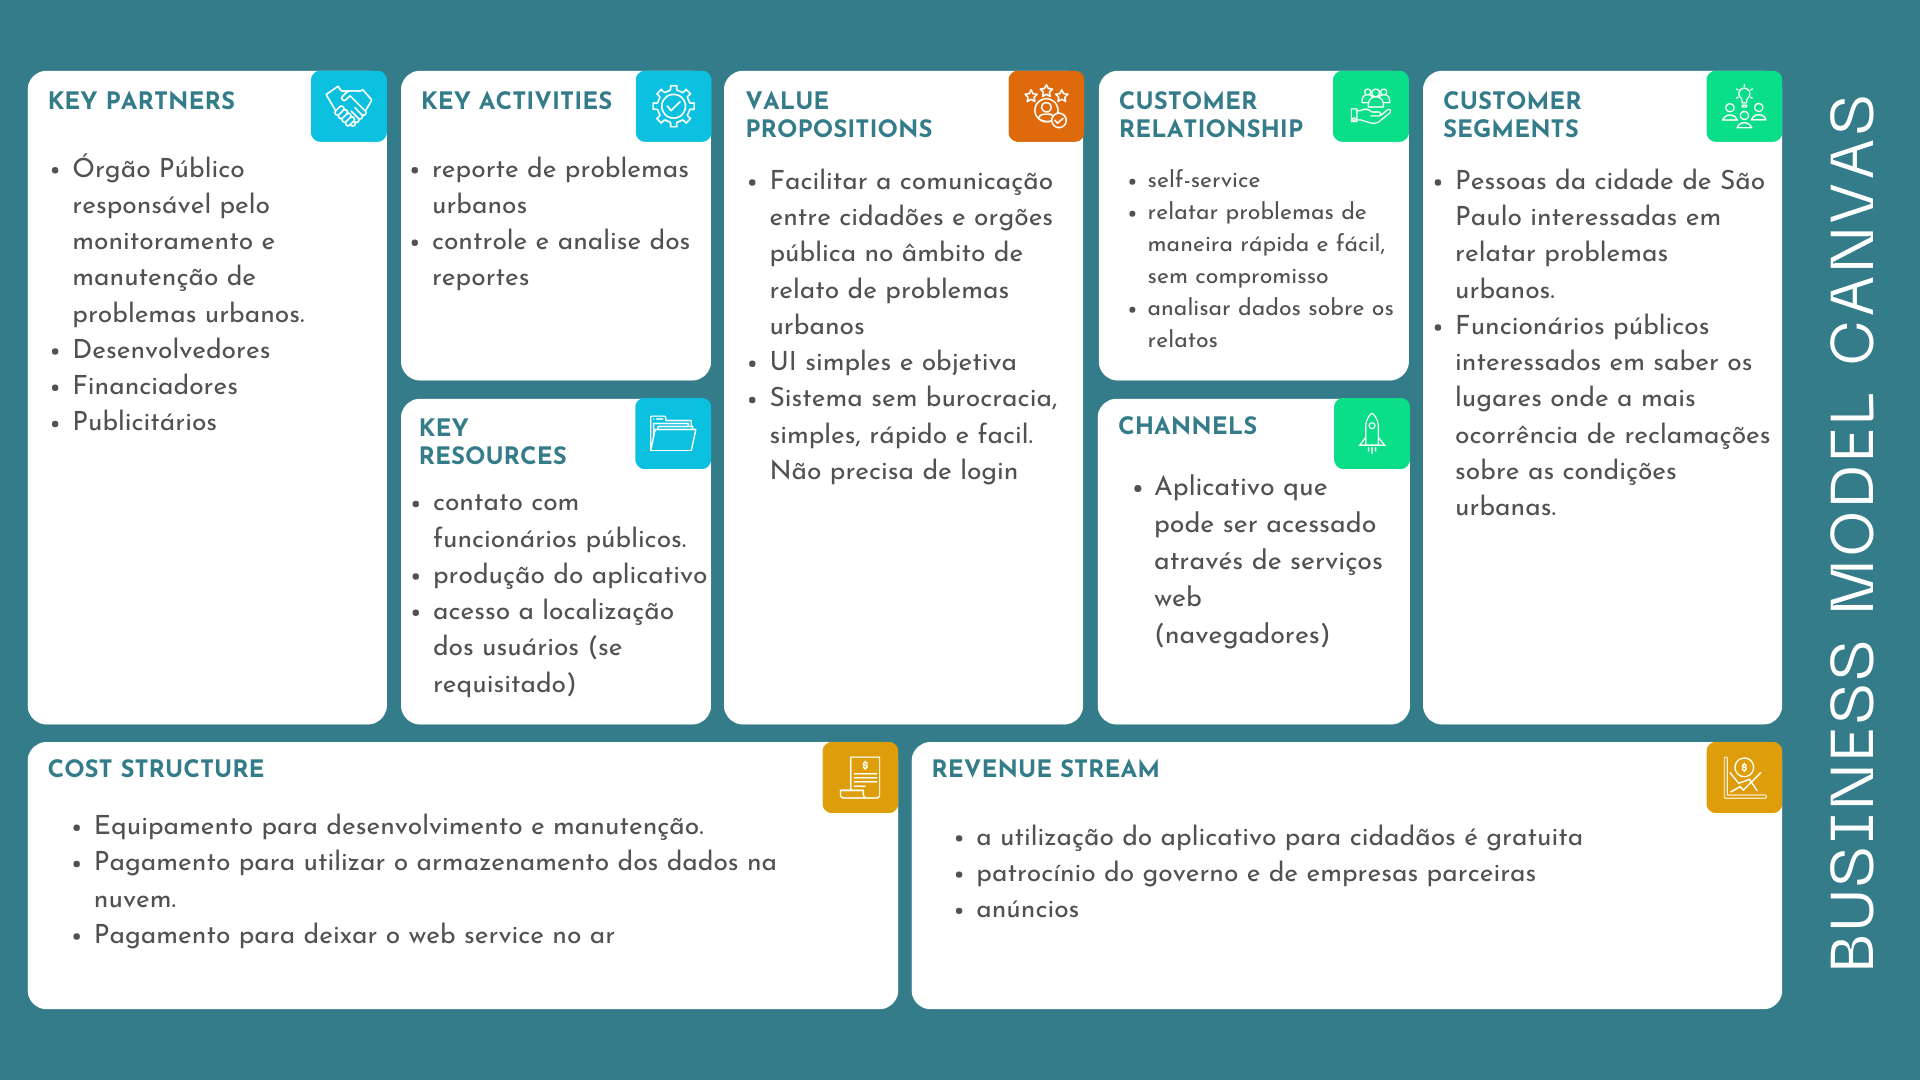 KEY PARTNERS
• Órgão Público
responsável pelo
monitoramento e
manutenção de
problemas urbanos.
• Desenvolvedores
• Financiadores
• Publicitários
KEY ACTIVITIES
• reporte de problemas
urbanos
• controle e analise dos
reportes
KEY
RESOURCES
• contato com
funcionários públicos.
• produção do aplicativo
• acesso a localização
dos usuários (se
requisitado)
VALUE
PROPOSITIONS
• Facilitar a comunicação
entre cidadões e orgões
pública no âmbito de
relato de problemas
urbanos
• UI simples e objetiva
• Sistema sem burocracia,
simples, rápido e facil.
Não precisa de login
CUSTOMER
RELATIONSHIP
• self-service
• relatar problemas de
maneira rápida e fácil,
sem compromisso
• analisar dados sobre os
relatos
CHANNELS
• Aplicativo que
pode ser acessado
através de serviços
web
(navegadores)
CUSTOMER
SEGMENTS
• Pessoas da cidade de São
Paulo interessadas em
relatar problemas
urbanos.
• Funcionários públicos
interessados em saber os
lugares onde a mais
ocorrência de reclamações
sobre as condições
urbanas.
COST STRUCTURE
• Equipamento para desenvolvimento e manutenção.
• Pagamento para utilizar o armazenamento dos dados na
nuvem.
• Pagamento para deixar o web service no ar
REVENUE STREAM
• a utilização do aplicativo para cidadãos é gratuita
• patrocínio do governo e de empresas parceiras
• anúncios
BUSINESS MODEL CANVAS